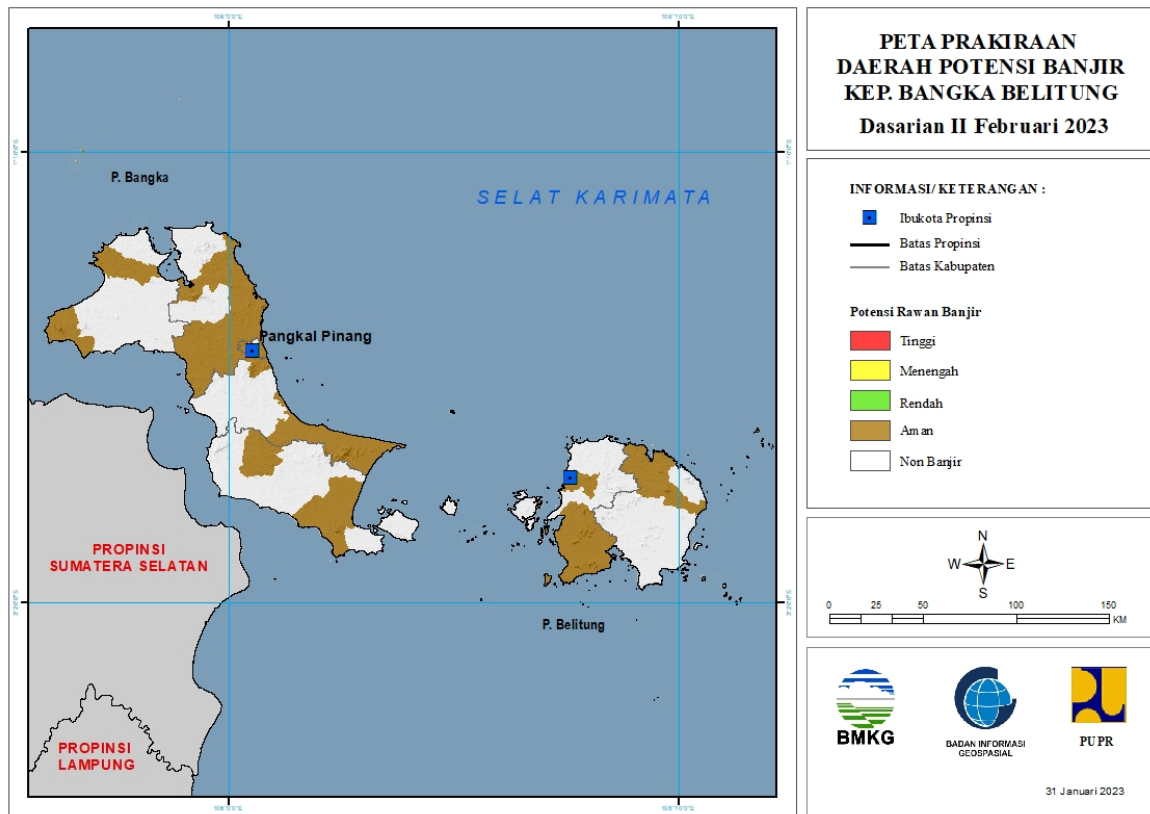 PETA PRAKIRAAN
DAERAH POTENSI BANJIR
KEP. BANGKA BELITUNG
Dasarian II Februari 2023
INFORMASI/ KETERANGAN :
Ibukota Propinsi
Batas Propinsi
Batas Kabupaten
Potensi Rawan Banjir
Tinggi
Menengah
Rendah
Aman
Non Banjir
N
W E
S
0 25 50 100 150
KM
BMKG
BADAN INFORMASI
GEOSPASIAL
PUPR
31 Januari 2023
P. Bangka
SELAT KARIMATA
Pangkal Pinang
PROPINSI
SUMATERA SELATAN
P. Belitung
PROPINSI
LAMPUNG